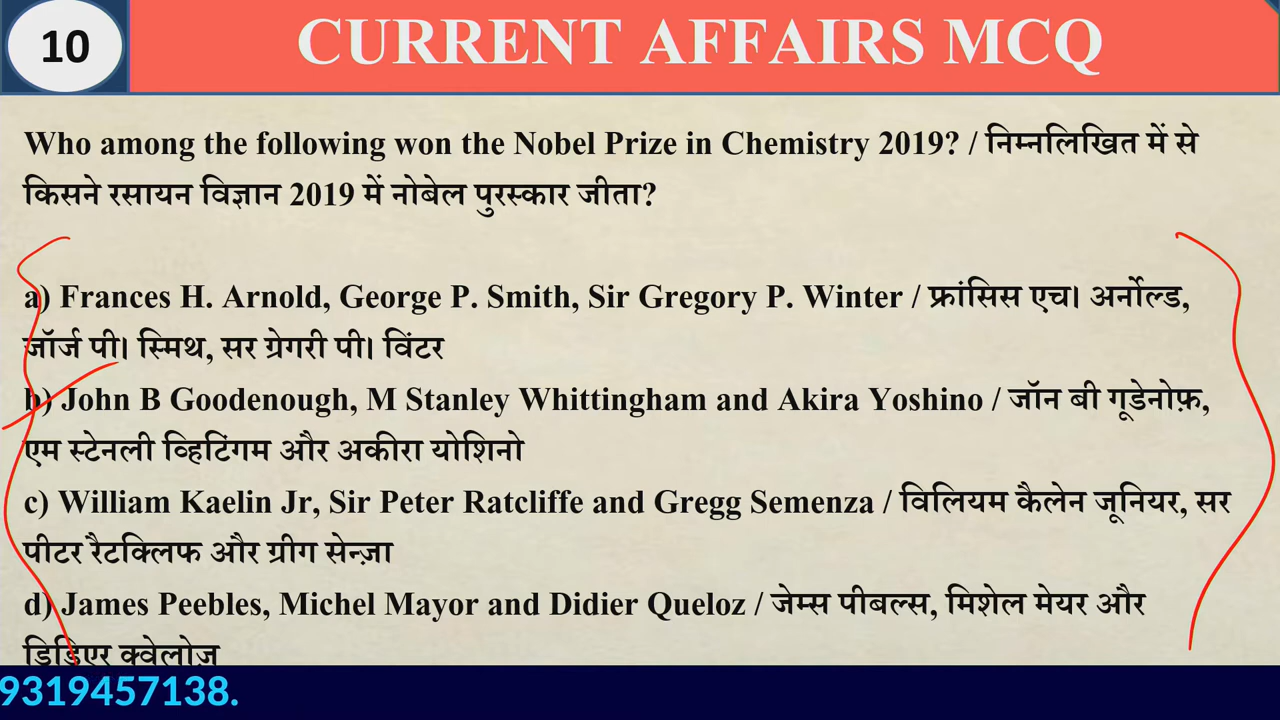 10
CURRENT AFFAIRS MCQ
Who among the following won the Nobel Prize in Chemistry 2019? / निम्नलिखित में से
किसने रसायन विज्ञान 2019 में नोबेल पुरस्कार जीता?
a) Frances H. Arnold, George P. Smith, Sir Gregory P. Winter / फ्रांसिस एच। अर्नोल्ड,
जॉर्ज पी। स्मिथ, सर ग्रेगरी पी। विंटर
b) John B Goodenough, M Stanley Whittingham and Akira Yoshino / जॉन बी गूडेनोफ़,
एम स्टेनली व्हिटिंगम और अकीरा योशिनो
c) William Kaelin Jr, Sir Peter Ratcliffe and Gregg Semenza / विलियम कैलेन जूनियर, सर
पीटर रैटक्लिफ और ग्रीग सेन्ज़ा
d) James Peebles, Michel Mayor and Didier Queloz / जेम्स पीबल्स, मिशेल मेयर और
डिडिएर क्वेलोज़
9319457138.